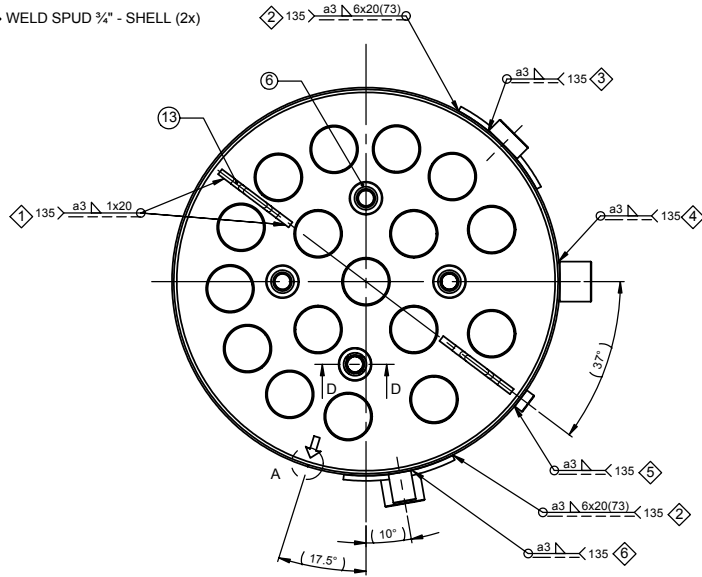 WELD SPUD ¾" - SHELL (2x)
2 135 a3 6x20(73)
6
a3 135 3
13
1 135 a3 1x20
a3 135 4
( 37° )
D D
A
a3 135 5
a3 6x20(73) 135 2
( 10° )
a3 135 6
( 17.5° )